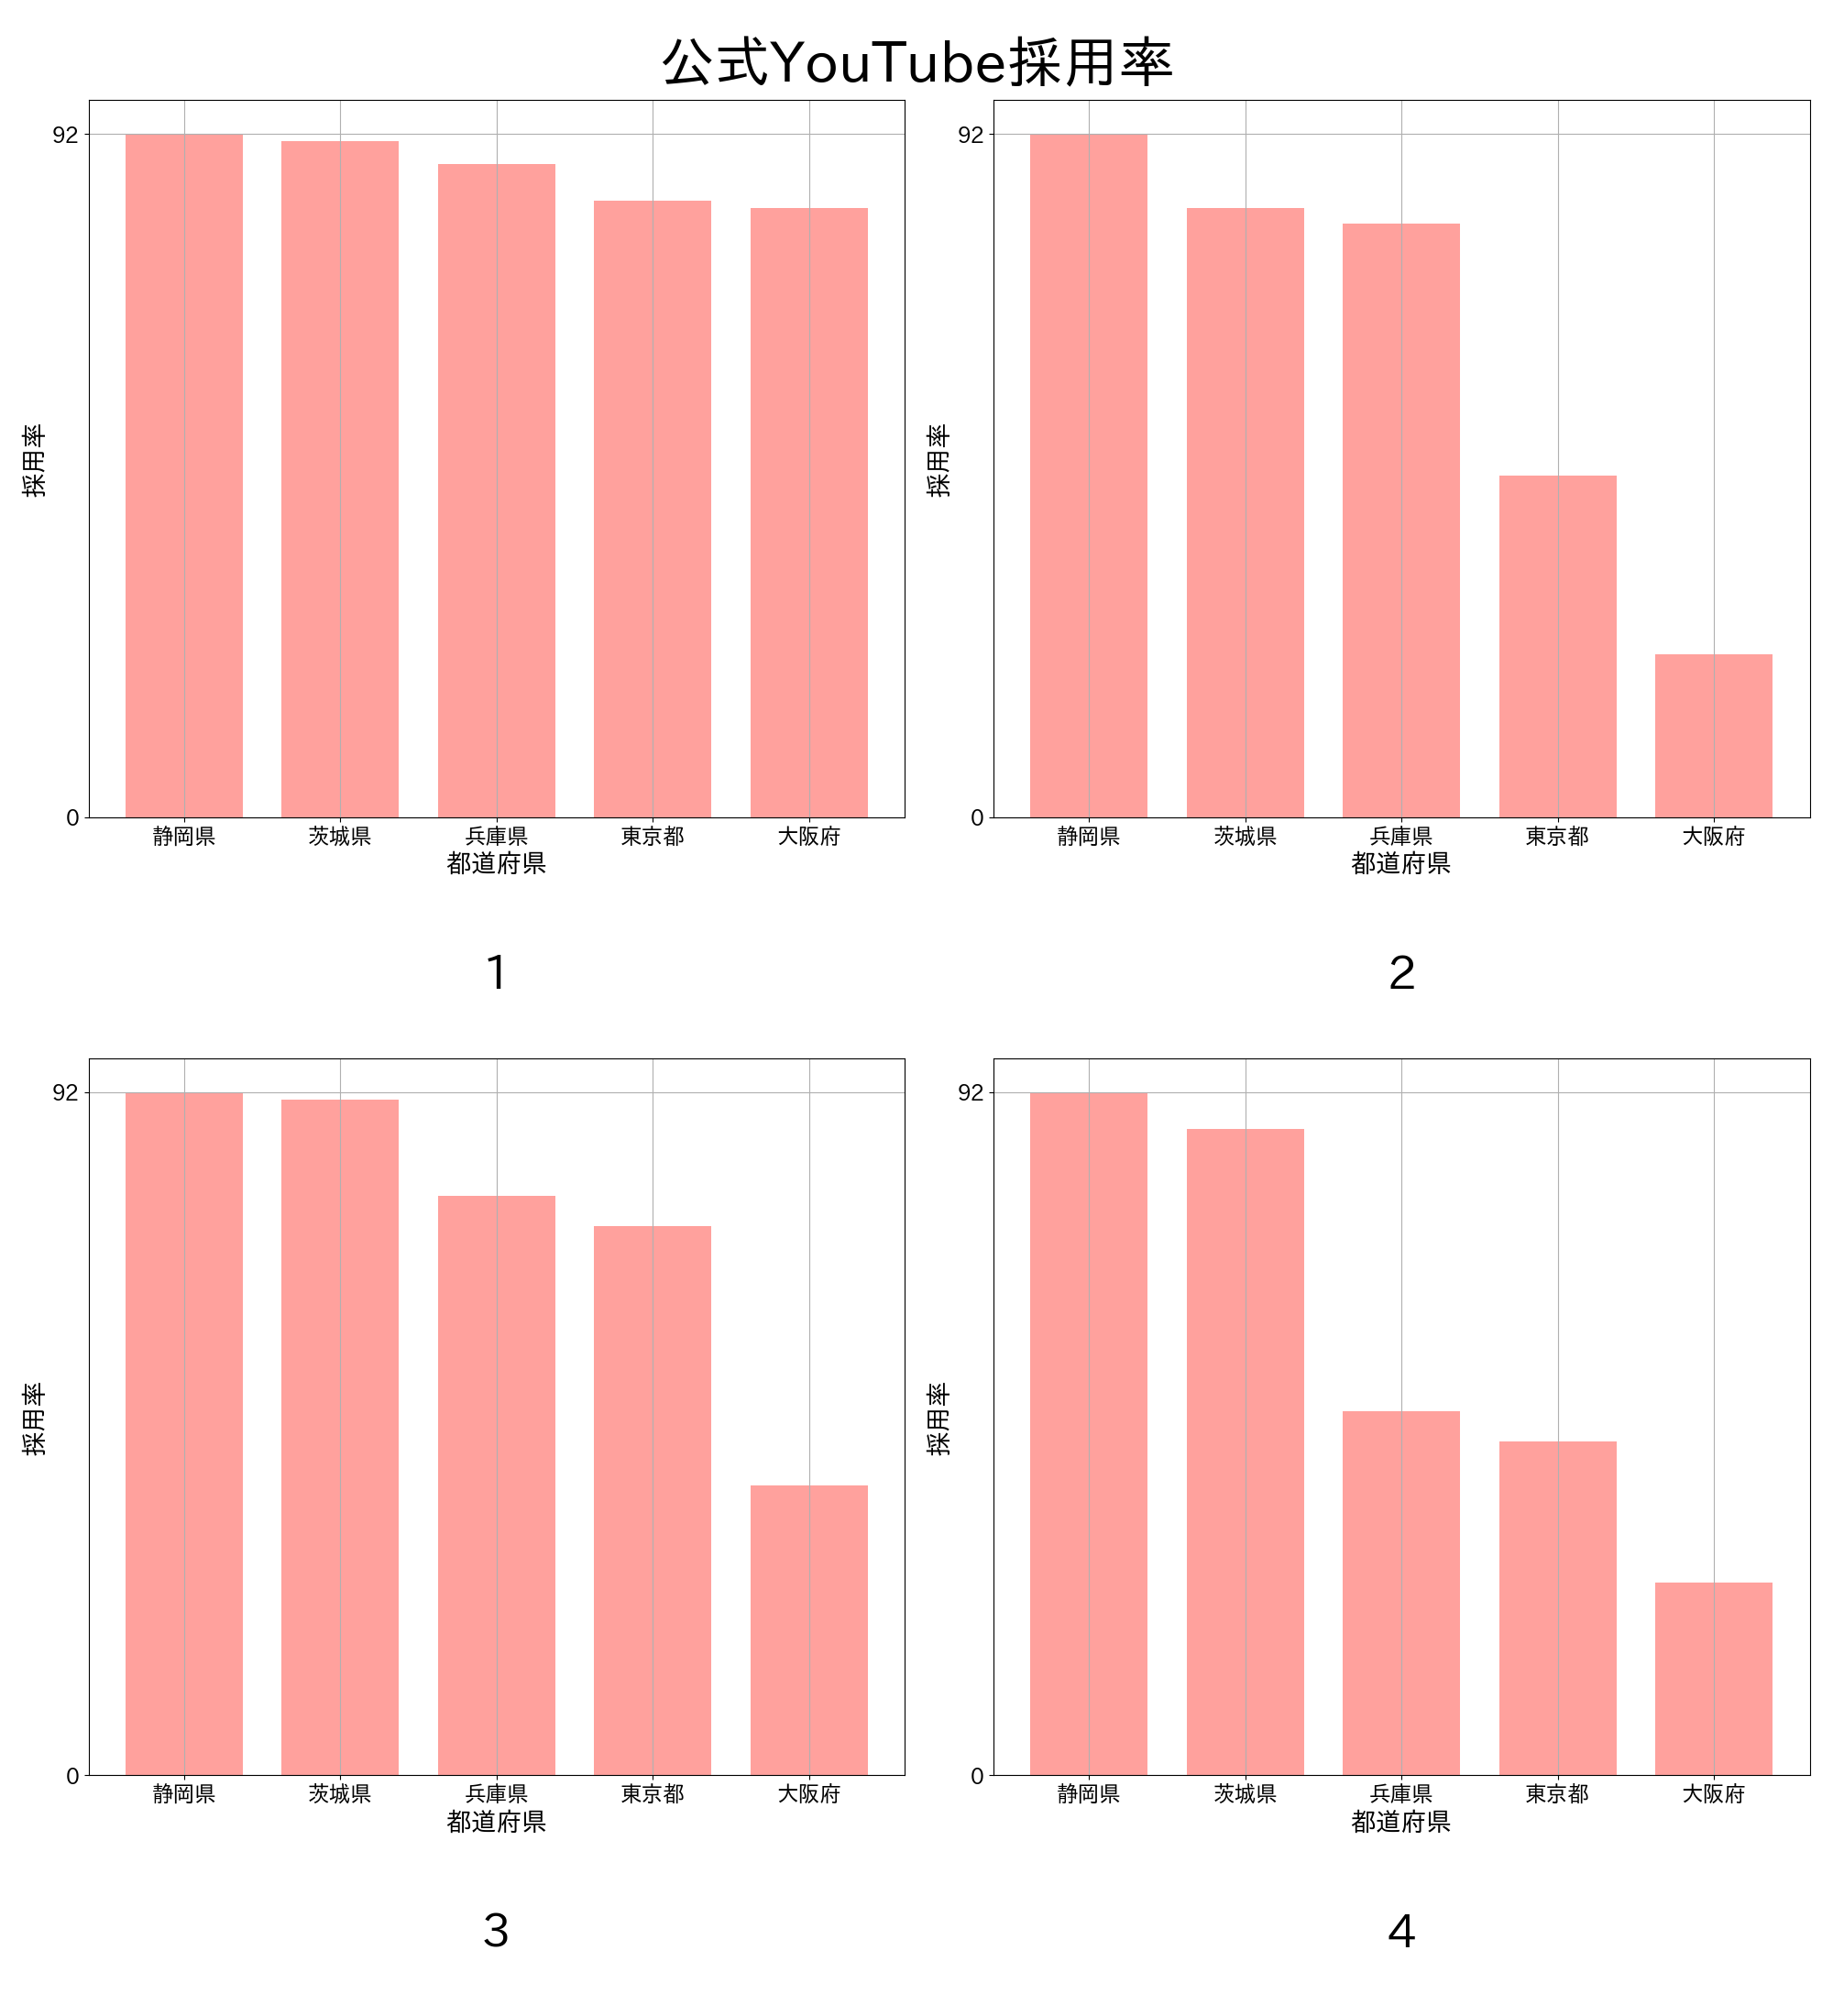 公式YouTube採用率
92
0
採用率
静岡県 茨城県 兵庫県 東京都 大阪府
都道府県
1
92
0
採用率
静岡県 茨城県 兵庫県 東京都 大阪府
都道府県
2
92
0
採用率
静岡県 茨城県 兵庫県 東京都 大阪府
都道府県
3
92
0
採用率
静岡県 茨城県 兵庫県 東京都 大阪府
都道府県
4